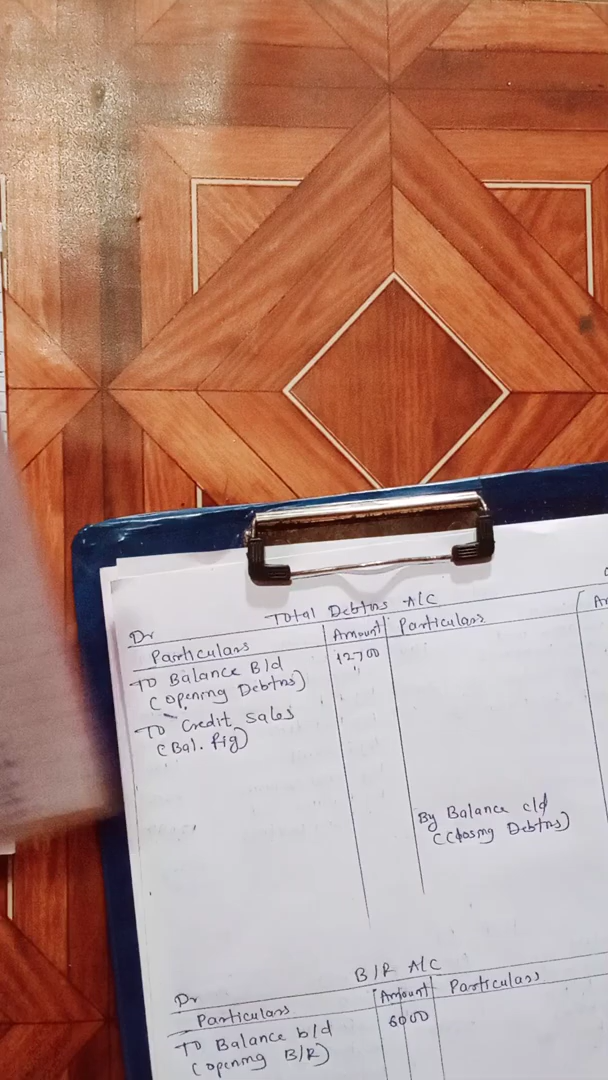 Total Debtors A/C
Dr
Particulars Amount Particulars
To Balance B/d 12700
(opening Debtors)
To Credit sales
(Bal. fig)
By Balance c/d
(Closing Debtors)
B/R A/C
Dr
Particulars Amount Particulars
To Balance b/d 6000
(opening B/R)